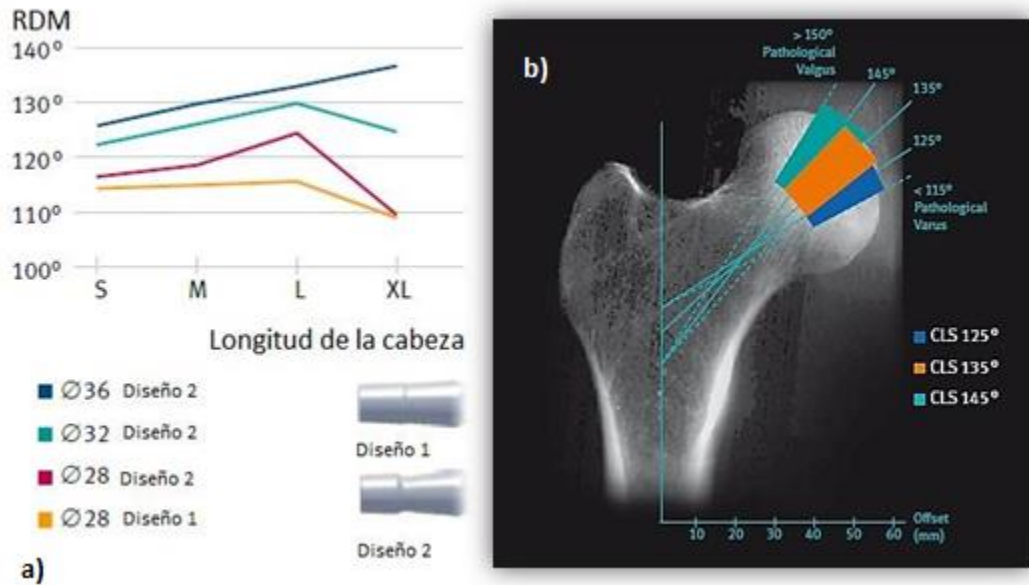 RDM
140°
130°
120°
110°
100°
S M L XL
Longitud de la cabeza
∅36 Diseño 2
∅32 Diseño 2
∅28 Diseño 2
∅28 Diseño 1
Diseño 1
Diseño 2
a)
b)
> 150°
Pathological
Valgus
145°
135°
125°
< 115°
Pathological
Varus
CLS 125°
CLS 135°
CLS 145°
Offset
(mm)
10 20 30 40 50 60